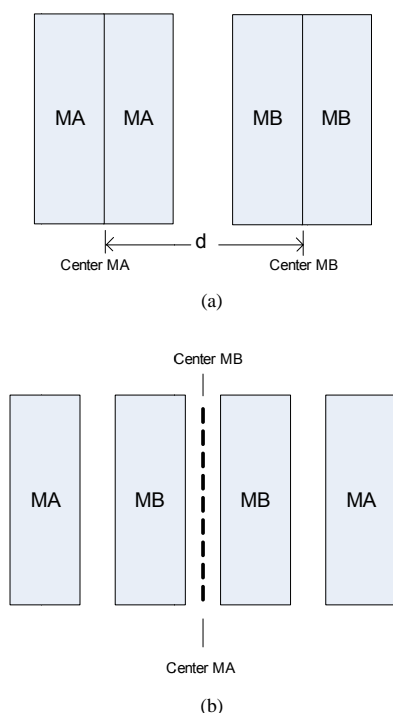 MA MA MB MB
d
Center MA Center MB
(a)
Center MB
MA MB MB MA
Center MA
(b)